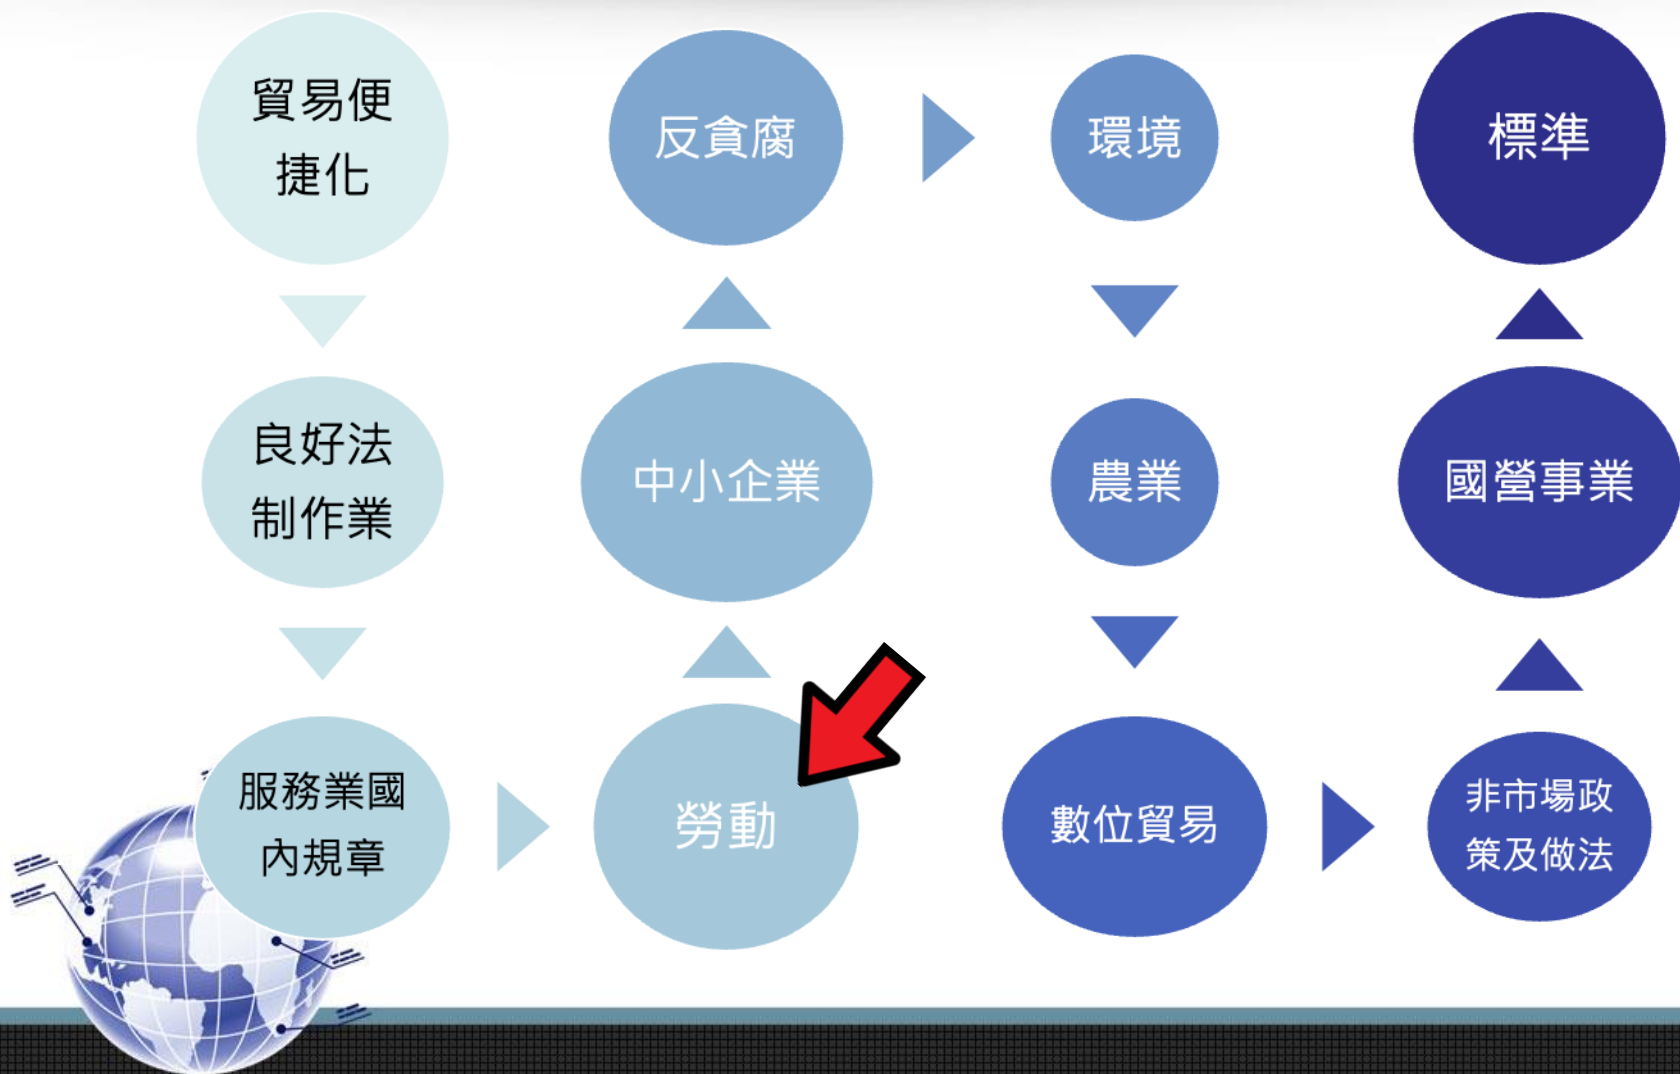 貿易便
捷化
良好法
制作業
服務業國
內規章
勞動
中小企業
反貪腐
環境
農業
數位貿易
非市場政
策及做法
國營事業
標準